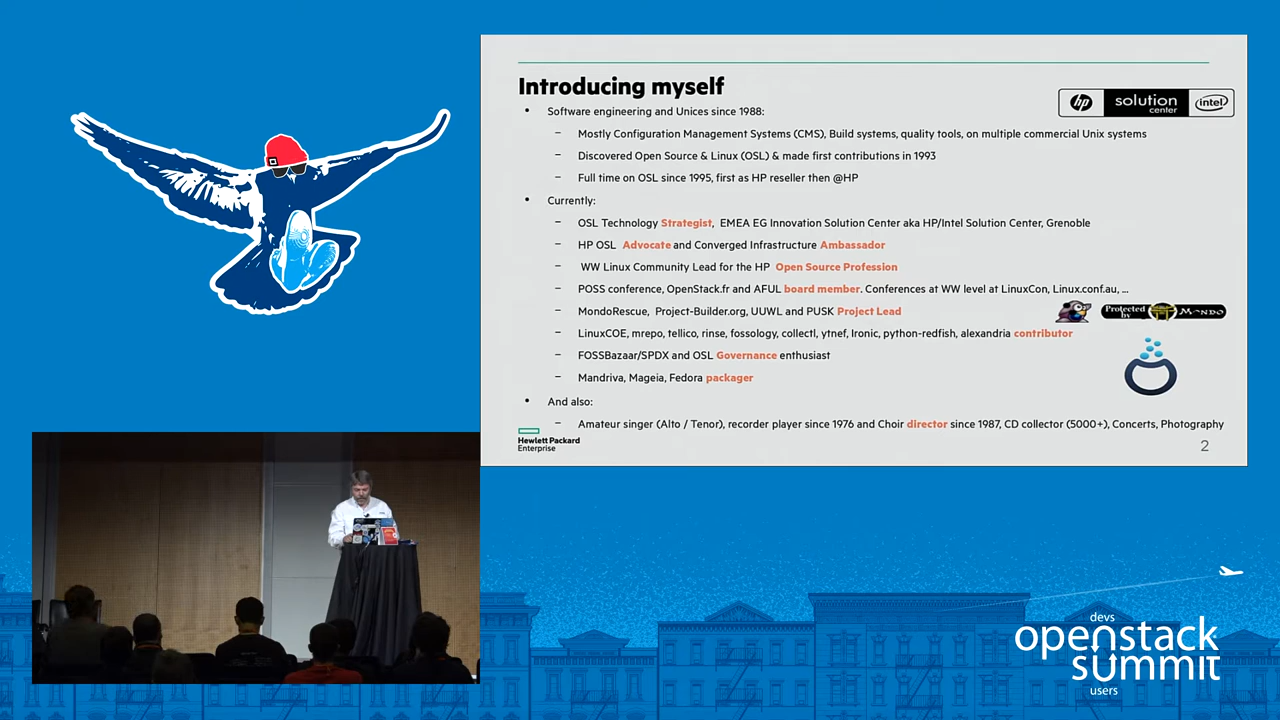 Introducing myself
hp solution center intel
• Software engineering and Unices since 1988:
– Mostly Configuration Management Systems (CMS), Build systems, quality tools, on multiple commercial Unix systems
– Discovered Open Source & Linux (OSL) & made first contributions in 1993
– Full time on OSL since 1995, first as HP reseller then @HP
• Currently:
– OSL Technology Strategist, EMEA EG Innovation Solution Center aka HP/Intel Solution Center, Grenoble
– HP OSL Advocate and Converged Infrastructure Ambassador
– WW Linux Community Lead for the HP Open Source Profession
– POSS conference, OpenStack.fr and AFUL board member. Conferences at WW level at LinuxCon, Linux.conf.au, ...
– MondoRescue, Project-Builder.org, UUWL and PUSK Project Lead
Protected by MONDO
– LinuxCOE, mrepo, tellico, rinse, fossology, collectl, ytnef, Ironic, python-redfish, alexandria contributor
– FOSSBazaar/SPDX and OSL Governance enthusiast
– Mandriva, Mageia, Fedora packager
• And also:
– Amateur singer (Alto / Tenor), recorder player since 1976 and Choir director since 1987, CD collector (5000+), Concerts, Photography
Hewlett Packard
Enterprise
2
devs
openstack
summit
users